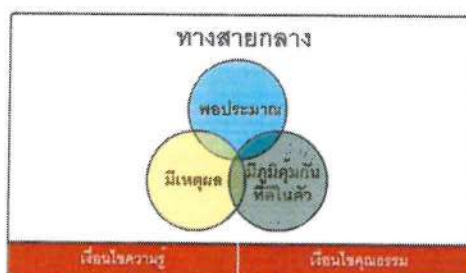 ทางสายกลาง
พอประมาณ
มีเหตุผล
มีภูมิคุ้มกัน
ที่ดีในตัว
เงื่อนไขความรู้
เงื่อนไขคุณธรรม